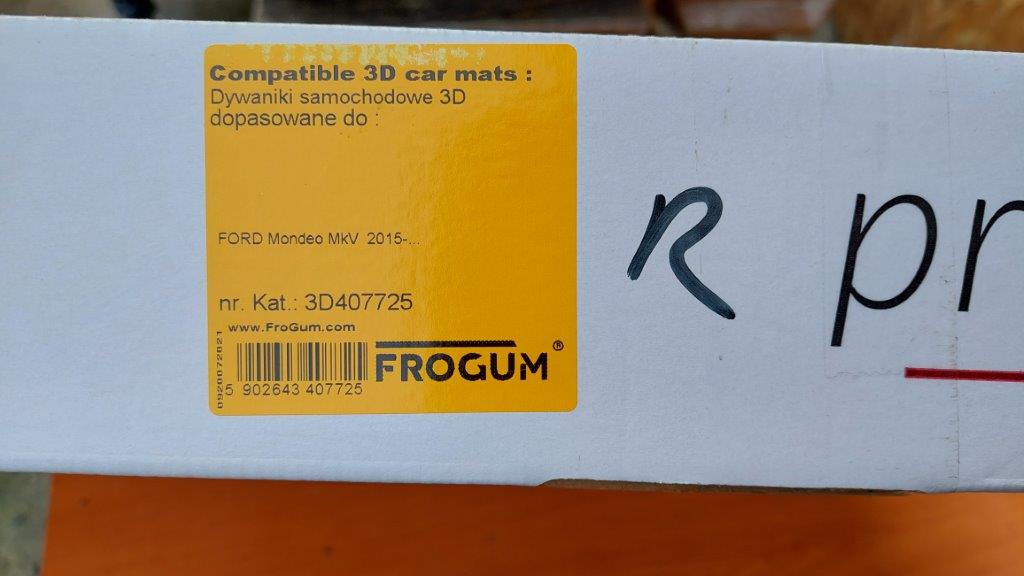 Compatible 3D car mats :
Dywaniki samochodowe 3D
dopasowane do :
FORD Mondeo MkV 2015-...
nr. Kat.: 3D407725
www.FroGum.com
0920072021
5 902643 407725
FROGUM®
R
pr